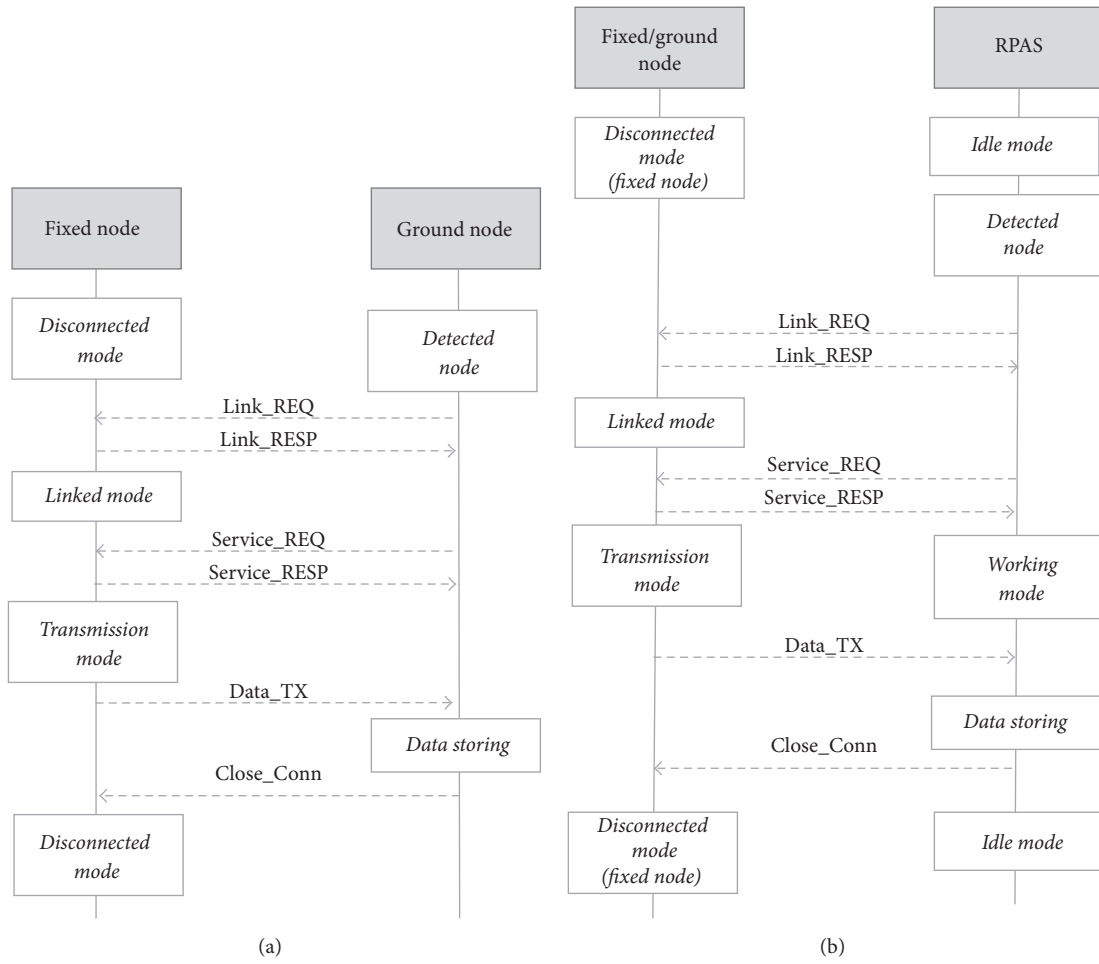 Fixed node
Ground node
Disconnected
mode
Detected
node
Link_REQ
Link_RESP
Linked mode
Service_REQ
Service_RESP
Transmission
mode
Data_TX
Data storing
Close_Conn
Disconnected
mode
(a)
Fixed/ground
node
RPAS
Disconnected
mode
(fixed node)
Idle mode
Detected
node
Link_REQ
Link_RESP
Linked mode
Service_REQ
Service_RESP
Transmission
mode
Working
mode
Data_TX
Data storing
Close_Conn
Disconnected
mode
(fixed node)
Idle mode
(b)